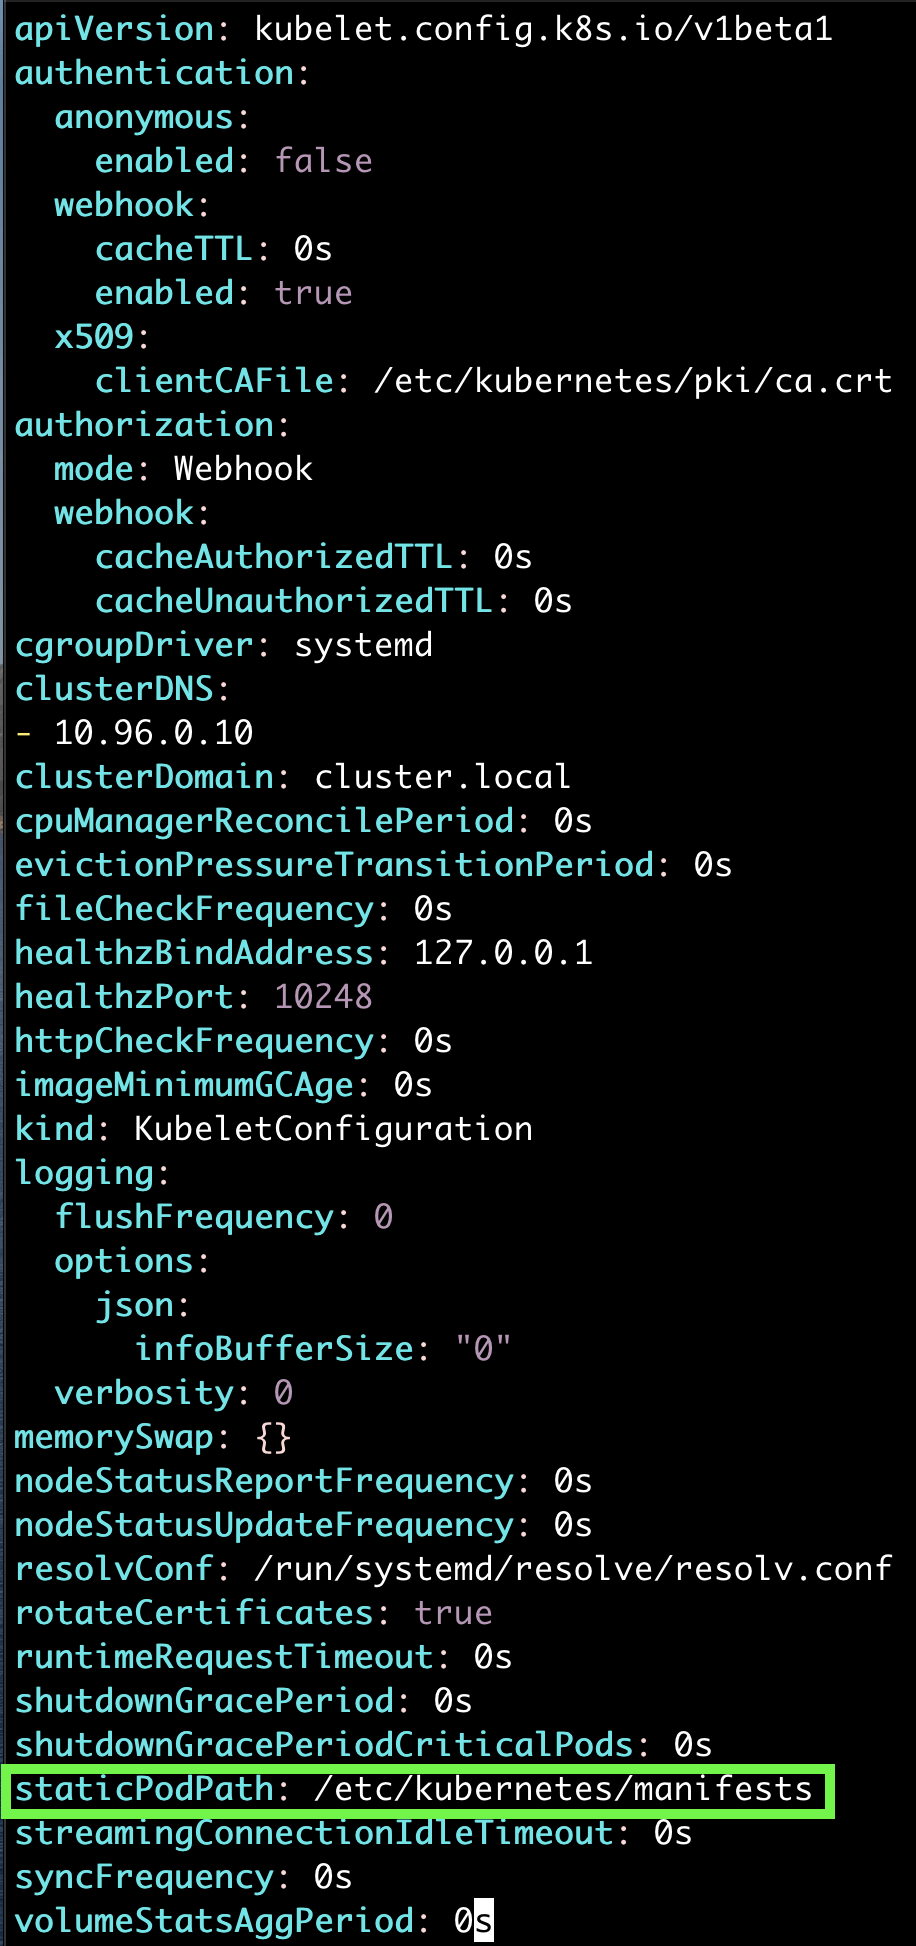 apiVersion: kubelet.config.k8s.io/v1beta1
authentication:
  anonymous:
    enabled: false
  webhook:
    cacheTTL: 0s
    enabled: true
  x509:
    clientCAFile: /etc/kubernetes/pki/ca.crt
authorization:
  mode: Webhook
  webhook:
    cacheAuthorizedTTL: 0s
    cacheUnauthorizedTTL: 0s
cgroupDriver: systemd
clusterDNS:
- 10.96.0.10
clusterDomain: cluster.local
cpuManagerReconcilePeriod: 0s
evictionPressureTransitionPeriod: 0s
fileCheckFrequency: 0s
healthzBindAddress: 127.0.0.1
healthzPort: 10248
httpCheckFrequency: 0s
imageMinimumGCAge: 0s
kind: KubeletConfiguration
logging:
  flushFrequency: 0
  options:
    json:
      infoBufferSize: "0"
  verbosity: 0
memorySwap: {}
nodeStatusReportFrequency: 0s
nodeStatusUpdateFrequency: 0s
resolvConf: /run/systemd/resolve/resolv.conf
rotateCertificates: true
runtimeRequestTimeout: 0s
shutdownGracePeriod: 0s
shutdownGracePeriodCriticalPods: 0s
staticPodPath: /etc/kubernetes/manifests
streamingConnectionIdleTimeout: 0s
syncFrequency: 0s
volumeStatsAggPeriod: 0s